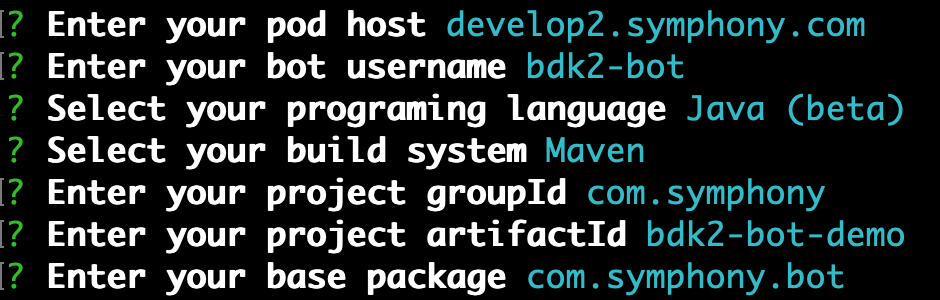 ? Enter your pod host develop2.symphony.com
? Enter your bot username bdk2-bot
? Select your programing language Java (beta)
? Select your build system Maven
? Enter your project groupId com.symphony
? Enter your project artifactId bdk2-bot-demo
? Enter your base package com.symphony.bot